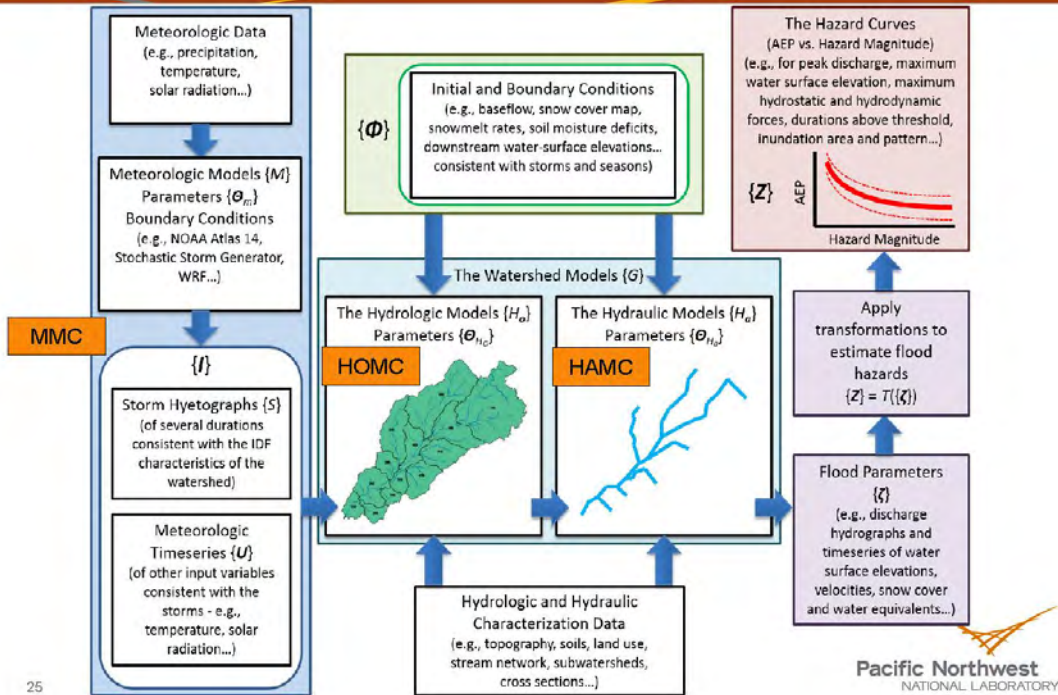 Meteorologic Data
(e.g., precipitation,
temperature,
solar radiation...)
Meteorologic Models {M}
Parameters {Θm}
Boundary Conditions
(e.g., NOAA Atlas 14,
Stochastic Storm Generator,
WRF...)
MMC
{I}
Storm Hyetographs {S}
(of several durations
consistent with the IDF
characteristics of the
watershed)
Meteorologic
Timeseries {U}
(of other input variables
consistent with the
storms - e.g.,
temperature, solar
radiation...)
{Φ}
Initial and Boundary Conditions
(e.g., baseflow, snow cover map,
snowmelt rates, soil moisture deficits,
downstream water-surface elevations...
consistent with storms and seasons)
The Watershed Models {G}
The Hydrologic Models {Ho}
Parameters {ΘHo}
HOMC
The Hydraulic Models {Ha}
Parameters {ΘHa}
HAMC
Hydrologic and Hydraulic
Characterization Data
(e.g., topography, soils, land use,
stream network, subwatersheds,
cross sections...)
The Hazard Curves
(AEP vs. Hazard Magnitude)
(e.g., for peak discharge, maximum
water surface elevation, maximum
hydrostatic and hydrodynamic
forces, durations above threshold,
inundation area and pattern...)
{Z}
AEP
Hazard Magnitude
Apply
transformations to
estimate flood
hazards
{Z} = T({ζ})
Flood Parameters
{ζ}
(e.g., discharge
hydrographs and
timeseries of water
surface elevations,
velocities, snow cover
and water equivalents...)
25
Pacific Northwest
NATIONAL LABORATORY